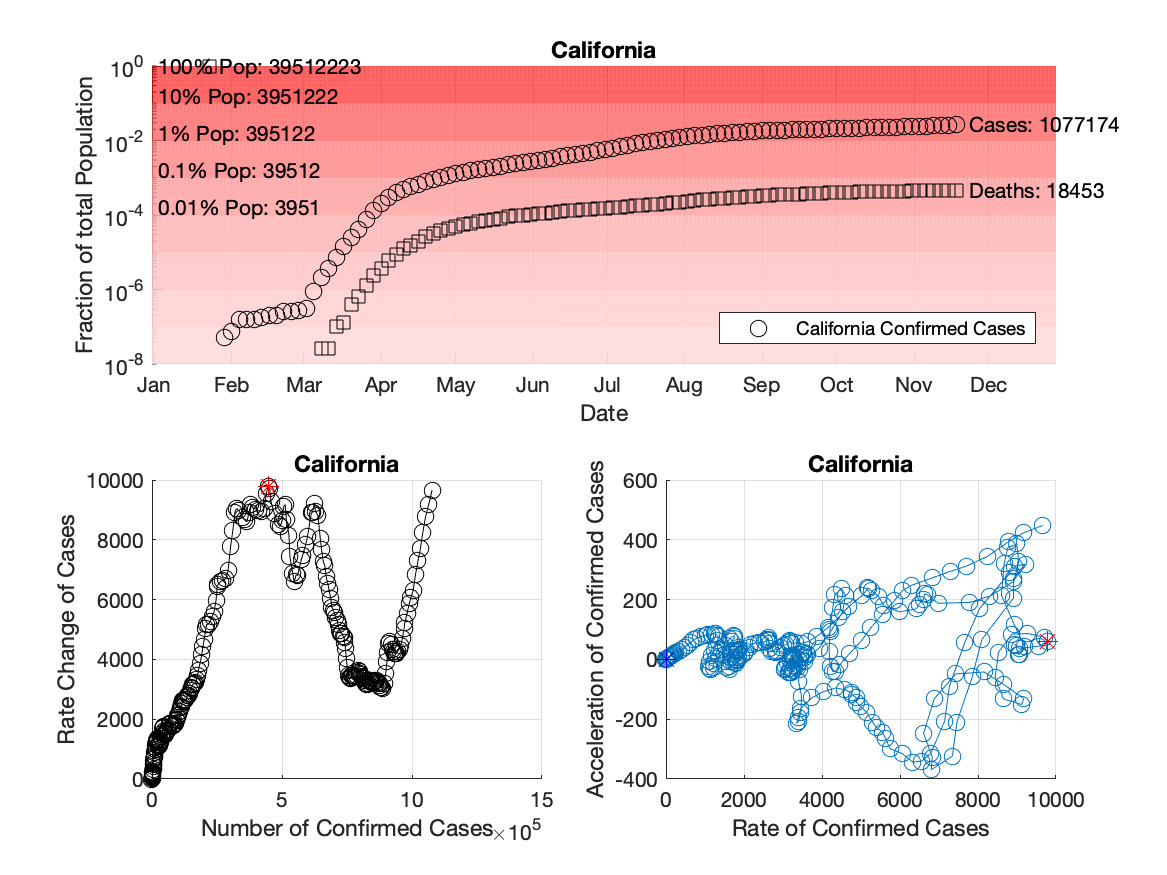 California
10^0
100% Pop: 39512223
10% Pop: 3951222
10^-2
1% Pop: 395122
Cases: 1077174
0.1% Pop: 39512
Deaths: 18453
10^-4
0.01% Pop: 3951
10^-6
10^-8
Fraction of total Population
California Confirmed Cases
Jan Feb Mar Apr May Jun Jul Aug Sep Oct Nov Dec
Date
California
10000
8000
6000
4000
2000
0
Rate Change of Cases
0 5 10 15
Number of Confirmed Cases ×10^5
California
600
400
200
0
-200
-400
Acceleration of Confirmed Cases
0 2000 4000 6000 8000 10000
Rate of Confirmed Cases